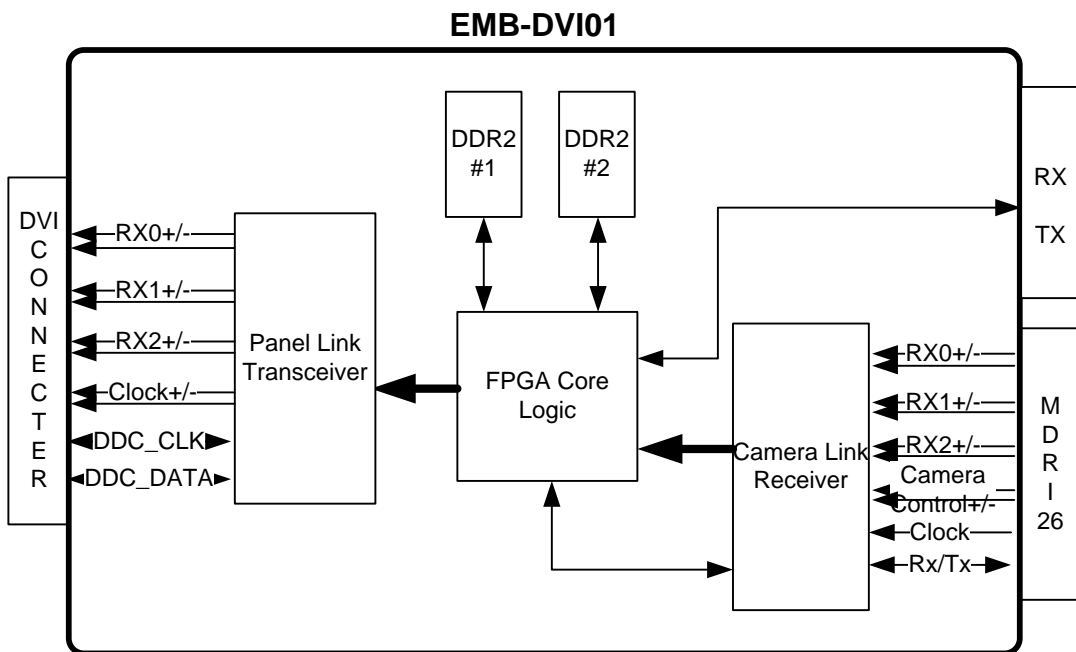 EMB-DVI01
DDR2
#1
DDR2
#2
RX
TX
DVI
C
O
N
N
E
C
T
E
R
RX0+/-
RX1+/-
RX2+/-
Clock+/-
DDC_CLK
DDC_DATA
Panel Link
Transceiver
FPGA Core
Logic
Camera Link
Receiver
RX0+/-
RX1+/-
RX2+/-
Camera
Control+/-
Clock
Rx/Tx
M
D
R
I
26